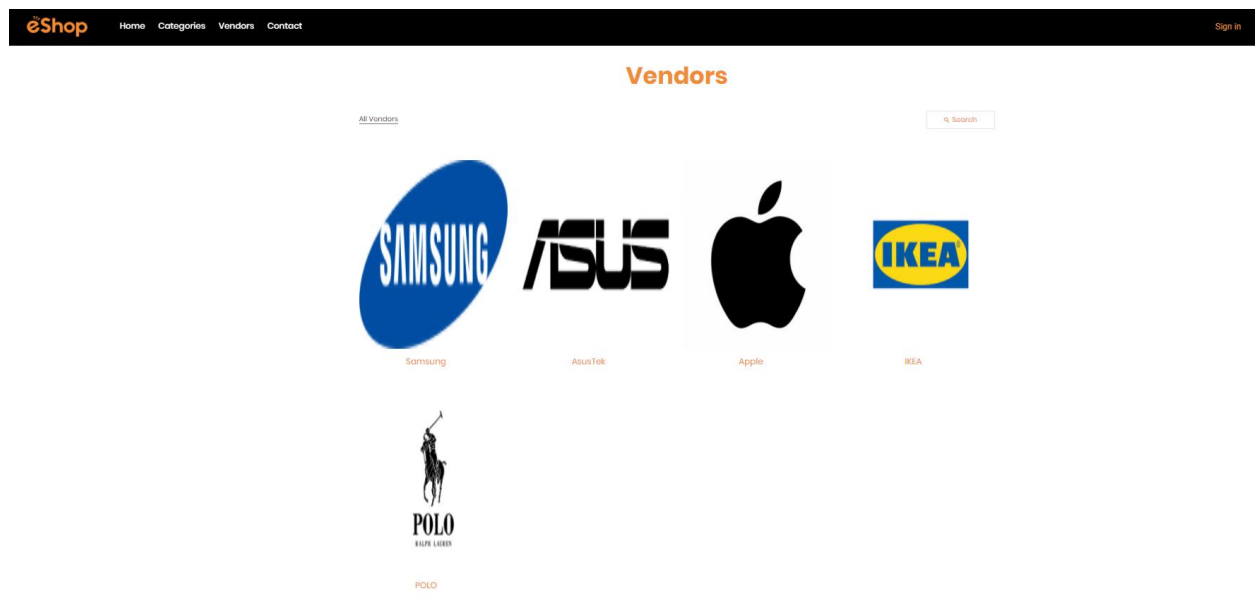 eShop Home Categories Vendors Contact Sign in
Vendors
All Vendors Search
SAMSUNG ASUS IKEA
Samsung AsusTek Apple IKEA
POLO
RALPH LAUREN
POLO